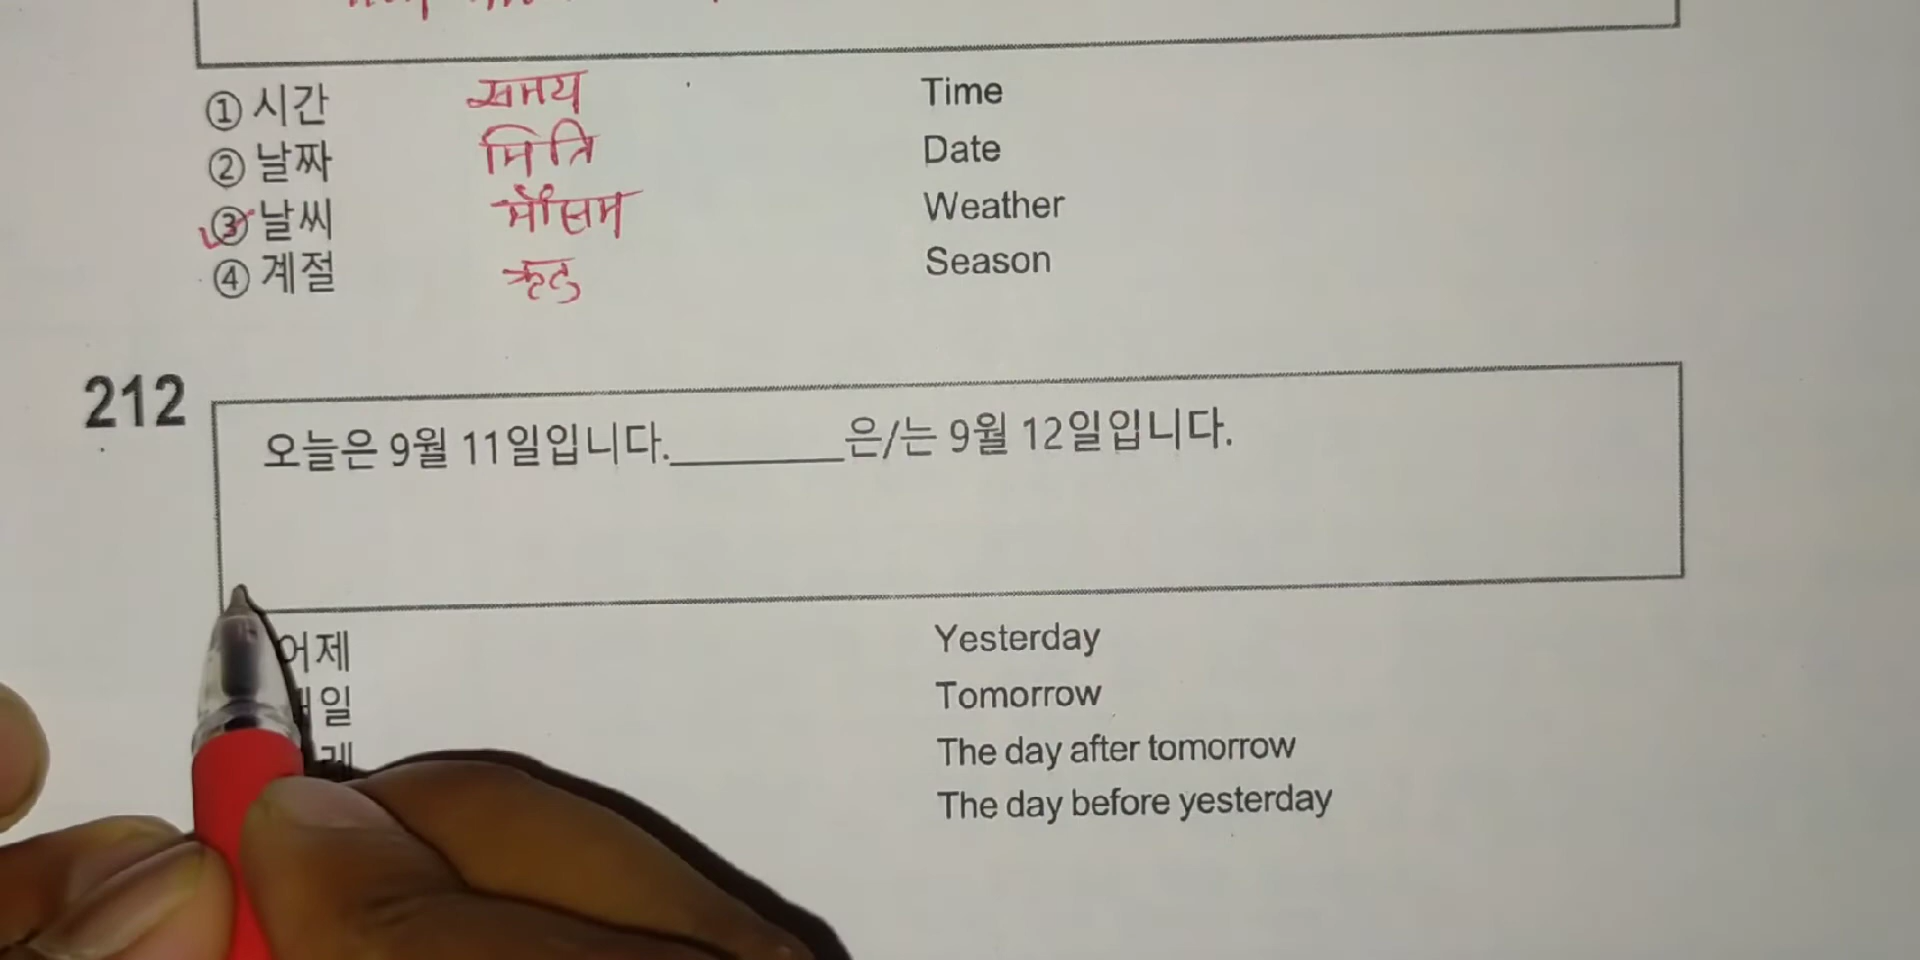 ① 시간 समय Time
② 날짜 मिति Date
③ 날씨 मौसम Weather
④ 계절 ऋतु Season
212
오늘은 9월 11일입니다.________은/는 9월 12일입니다.
어제 Yesterday
일 Tomorrow
The day after tomorrow
The day before yesterday